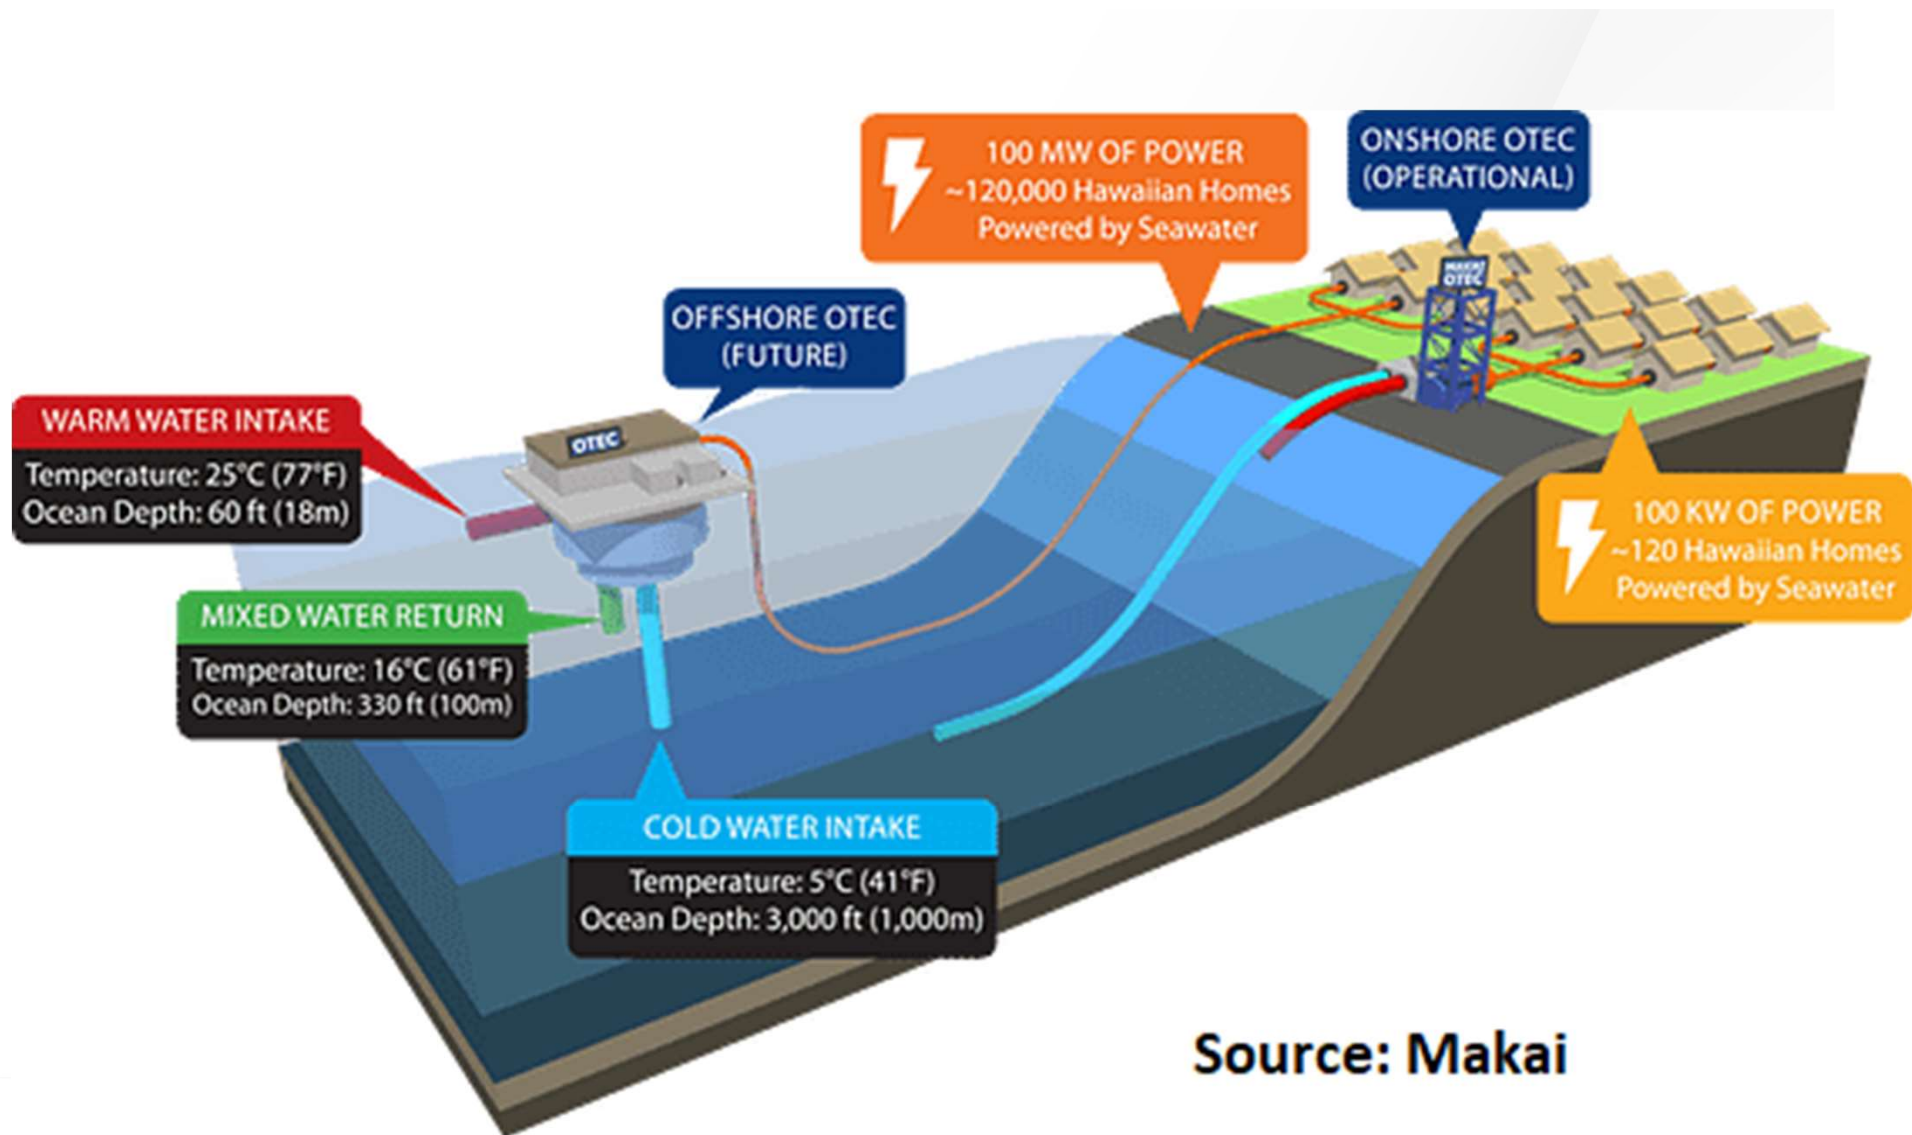 100 MW OF POWER
~120,000 Hawaiian Homes
Powered by Seawater
ONSHORE OTEC
(OPERATIONAL)
MAKAI
OTEC
OFFSHORE OTEC
(FUTURE)
WARM WATER INTAKE
Temperature: 25°C (77°F)
Ocean Depth: 60 ft (18m)
OTEC
100 KW OF POWER
~120 Hawaiian Homes
Powered by Seawater
MIXED WATER RETURN
Temperature: 16°C (61°F)
Ocean Depth: 330 ft (100m)
COLD WATER INTAKE
Temperature: 5°C (41°F)
Ocean Depth: 3,000 ft (1,000m)
Source: Makai